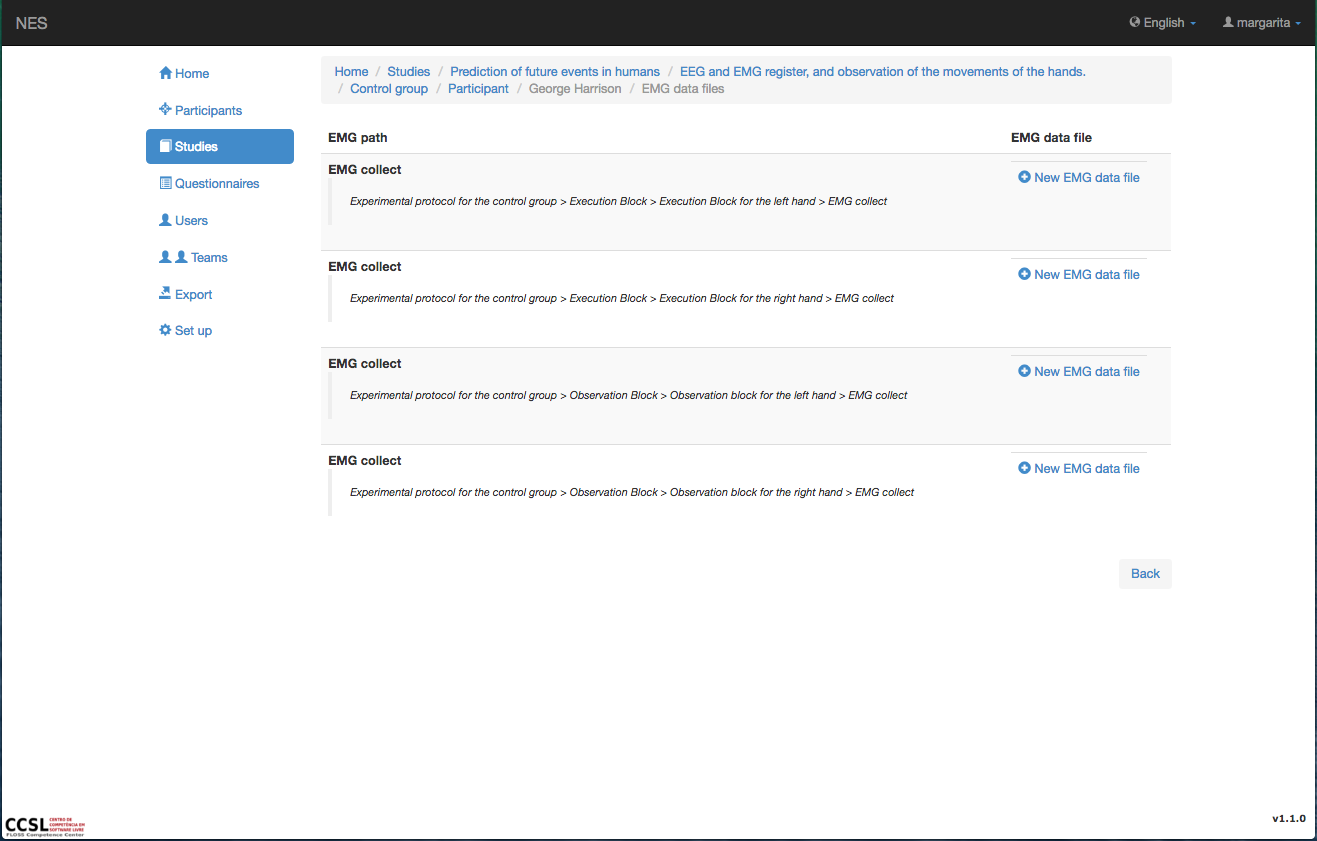 NES
English
margarita
Home
Participants
Studies
Questionnaires
Users
Teams
Export
Set up
Home / Studies / Prediction of future events in humans / EEG and EMG register, and observation of the movements of the hands.
/ Control group / Participant / George Harrison / EMG data files
EMG path EMG data file
EMG collect
New EMG data file
Experimental protocol for the control group > Execution Block > Execution Block for the left hand > EMG collect
EMG collect
New EMG data file
Experimental protocol for the control group > Execution Block > Execution Block for the right hand > EMG collect
EMG collect
New EMG data file
Experimental protocol for the control group > Observation Block > Observation block for the left hand > EMG collect
EMG collect
New EMG data file
Experimental protocol for the control group > Observation Block > Observation block for the right hand > EMG collect
Back
CCSL
CENTRO DE
COMPETÊNCIA EM
SOFTWARE LIVRE
FLOSS Competence Center
v1.1.0